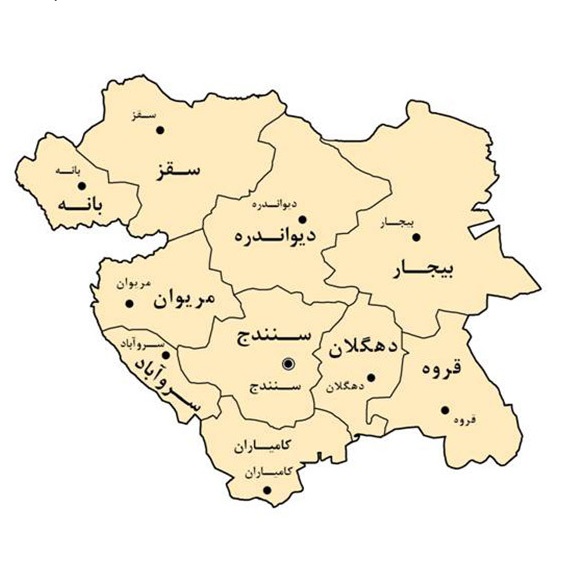 سقز
سقز
بانه
بانه
دیواندره
دیواندره
بیجار
بیجار
مریوان
مریوان
سنندج
سنندج
دهگلان
دهگلان
قروه
قروه
سروآباد
سروآباد
کامیاران
کامیاران